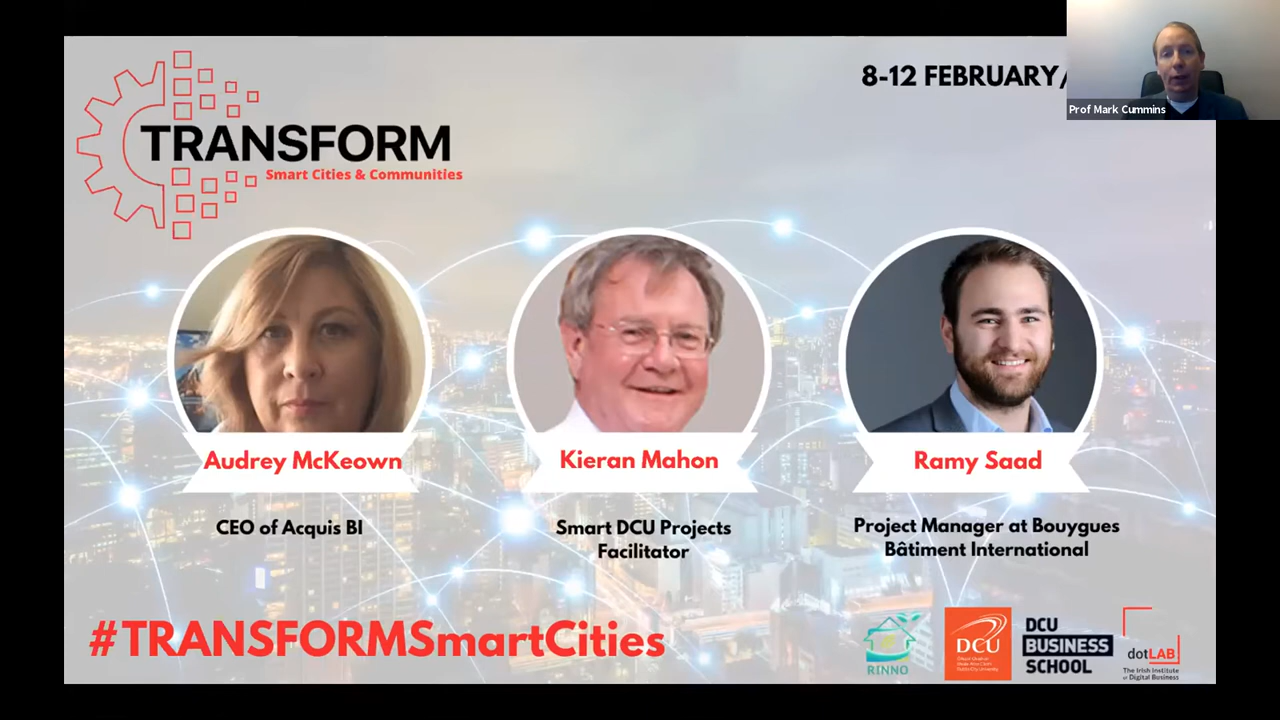 8-12 FEBRUARY/
Prof Mark Cummins
TRANSFORM
Smart Cities & Communities
Audrey McKeown
Kieran Mahon
Ramy Saad
CEO of Acquis BI
Smart DCU Projects
Facilitator
Project Manager at Bouygues
Bâtiment International
#TRANSFORMSmartCities
RINNO
DCU
DCU
BUSINESS
SCHOOL
dotLAB
The Irish Institute
of Digital Business